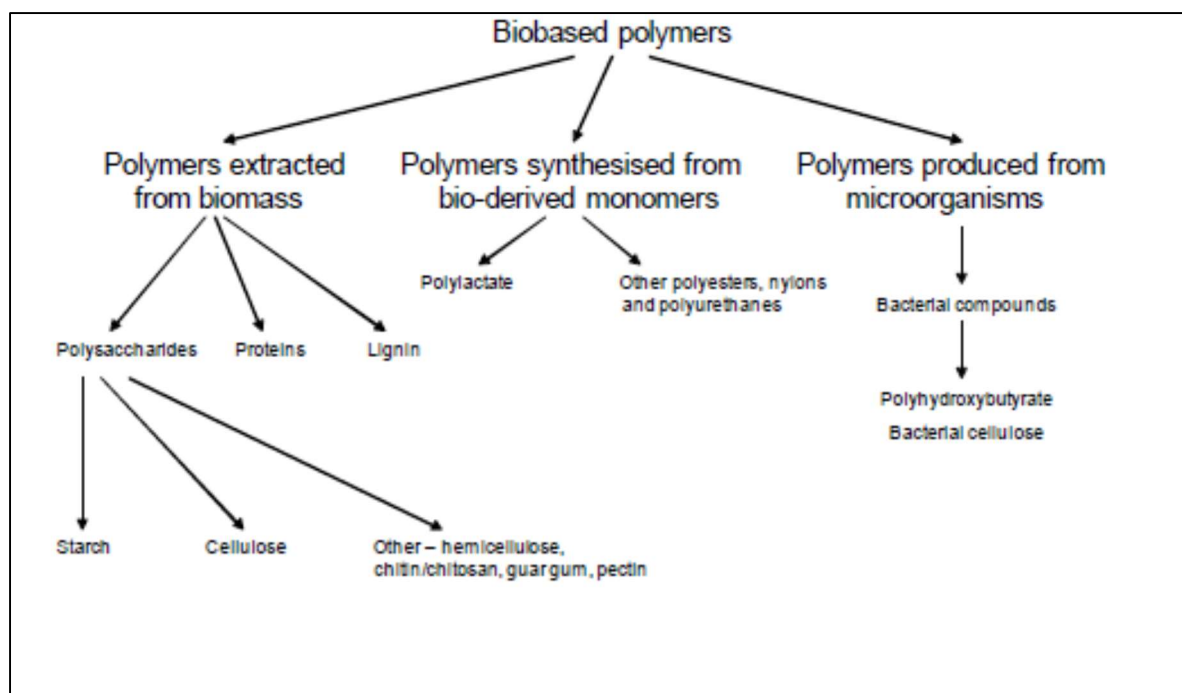 Biobased polymers
Polymers extracted
from biomass
Polymers synthesised from
bio-derived monomers
Polymers produced from
microorganisms
Polylactate
Other polyesters, nylons
and polyurethanes
Bacterial compounds
Polysaccharides
Proteins
Lignin
Polyhydroxybutyrate
Bacterial cellulose
Starch
Cellulose
Other – hemicellulose,
chitin/chitosan, guar gum, pectin